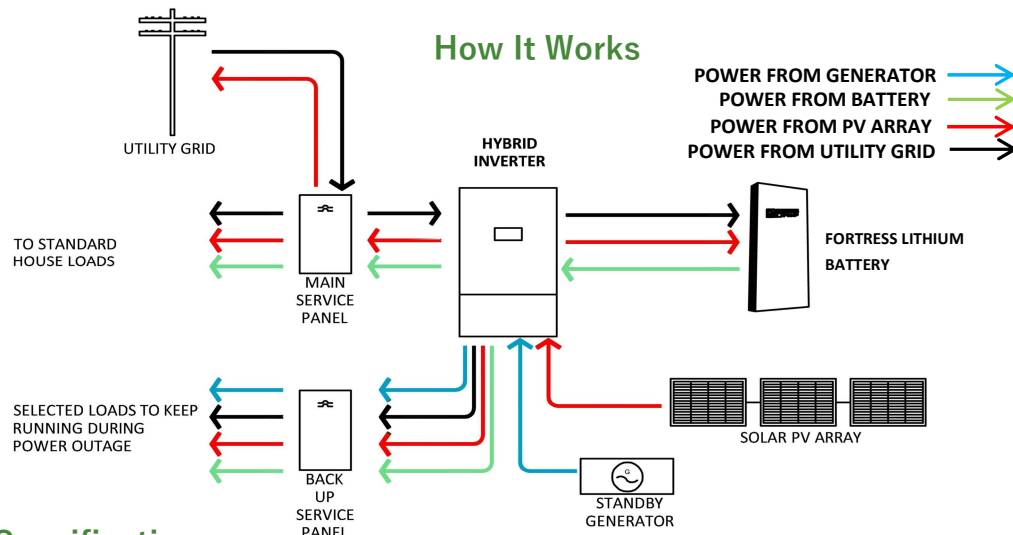 How It Works
POWER FROM GENERATOR
POWER FROM BATTERY
POWER FROM PV ARRAY
POWER FROM UTILITY GRID
UTILITY GRID
HYBRID
INVERTER
TO STANDARD
HOUSE LOADS
MAIN
SERVICE
PANEL
FORTRESS LITHIUM
BATTERY
SELECTED LOADS TO KEEP
RUNNING DURING
POWER OUTAGE
BACK
UP
SERVICE
PANEL
G
STANDBY
GENERATOR
SOLAR PV ARRAY